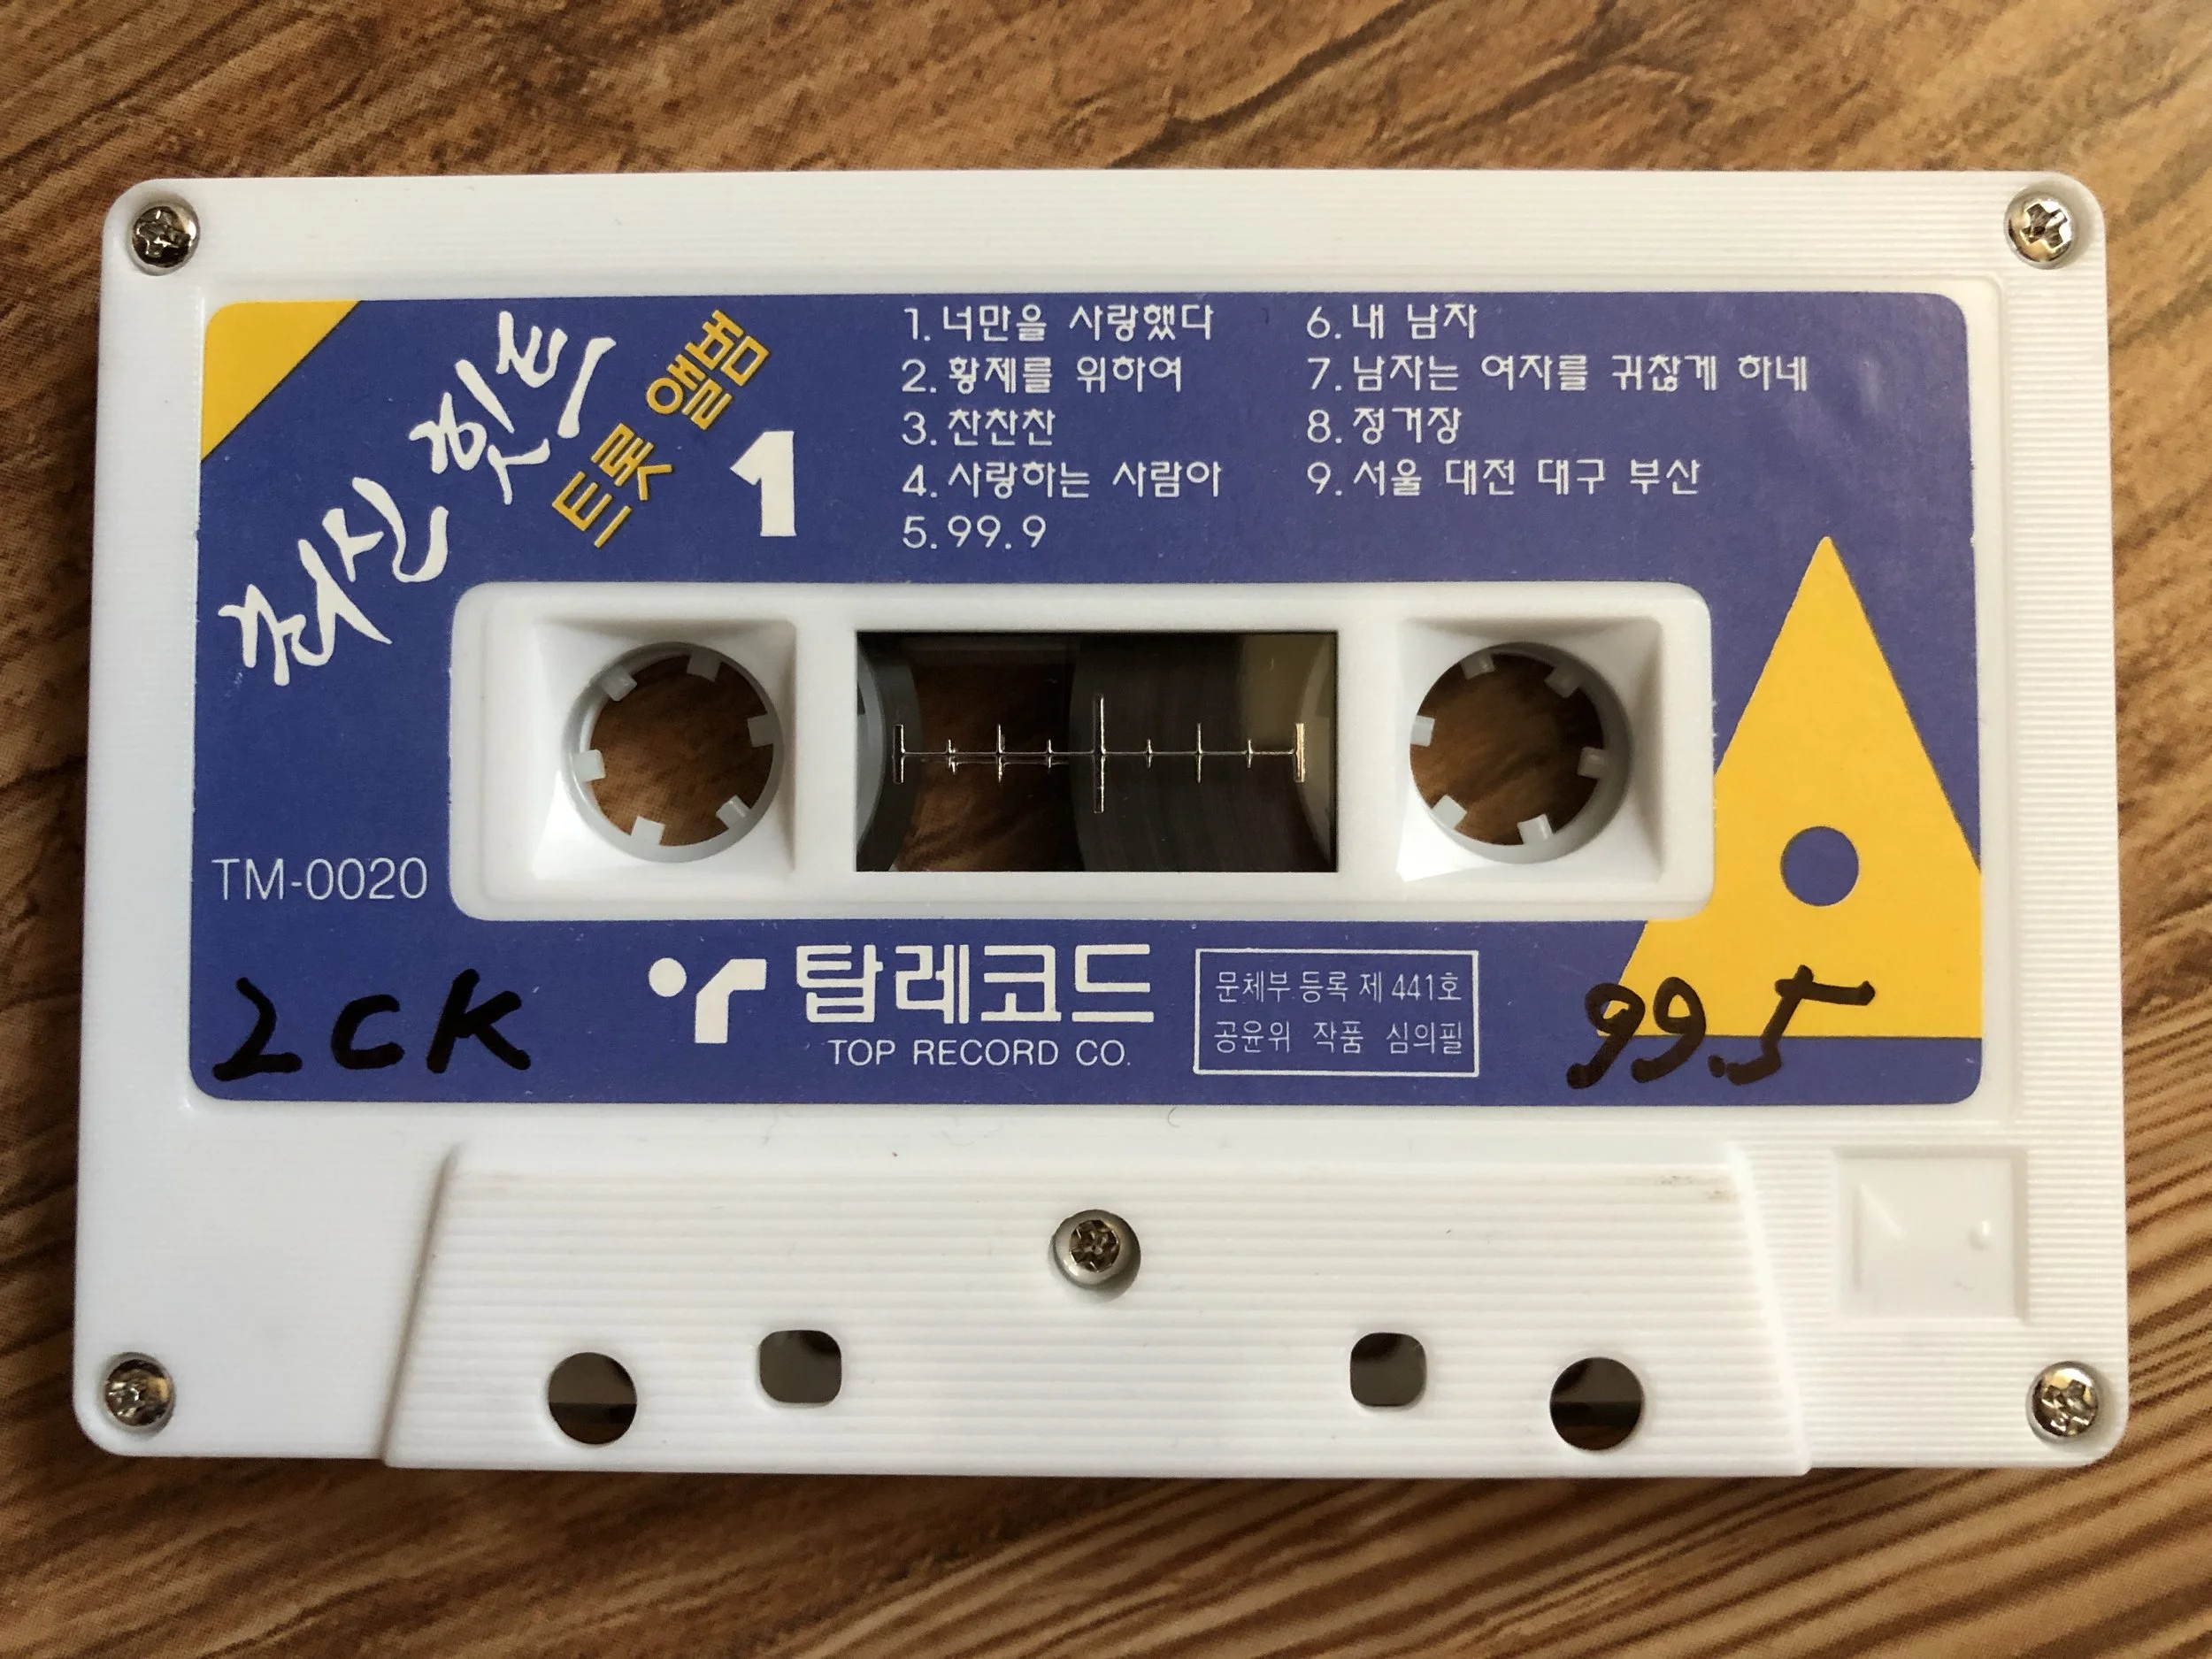 최신 힛트
트롯 앨범
1
1. 너만을 사랑했다
2. 황제를 위하여
3. 찬찬찬
4. 사랑하는 사람아
5. 99.9
6. 내 남자
7. 남자는 여자를 귀찮게 하네
8. 정거장
9. 서울 대전 대구 부산
TM-0020
탑레코드
TOP RECORD CO.
문체부 등록 제 441호
공윤위 작품 심의필
2CK
99.5